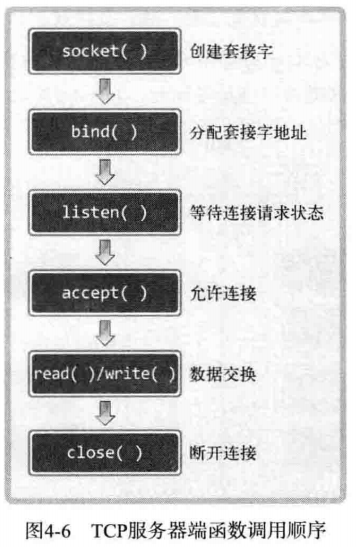 socket( ) 创建套接字
bind( ) 分配套接字地址
listen( ) 等待连接请求状态
accept( ) 允许连接
read( )/write( ) 数据交换
close( ) 断开连接
图4-6 TCP服务器端函数调用顺序